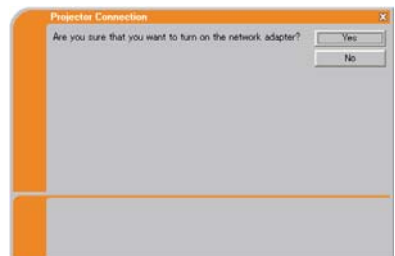 Projector Connection
X
Are you sure that you want to turn on the network adapter?
Yes
No